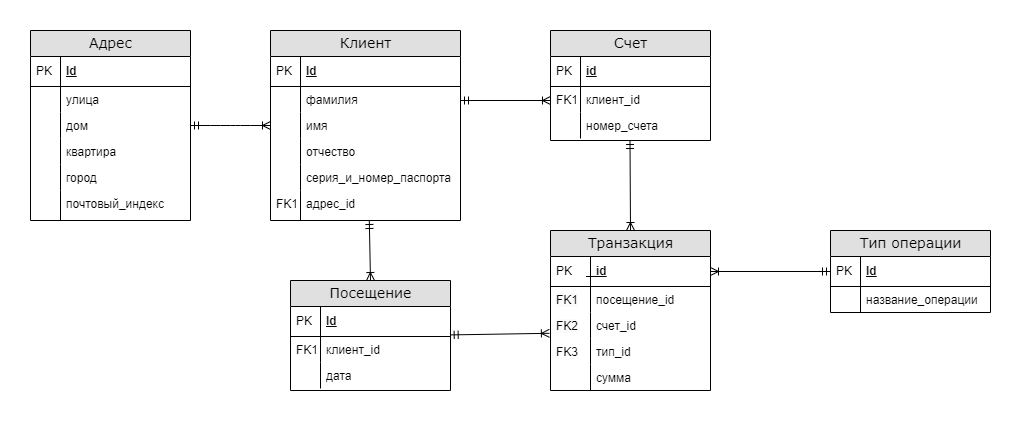 Адрес
PK Id
улица
дом
квартира
город
почтовый_индекс
Клиент
PK Id
фамилия
имя
отчество
серия_и_номер_паспорта
FK1 адрес_id
Счет
PK id
FK1 клиент_id
номер_счета
Посещение
PK Id
FK1 клиент_id
дата
Транзакция
PK _id
FK1 посещение_id
FK2 счет_id
FK3 тип_id
сумма
Тип операции
PK Id
название_операции